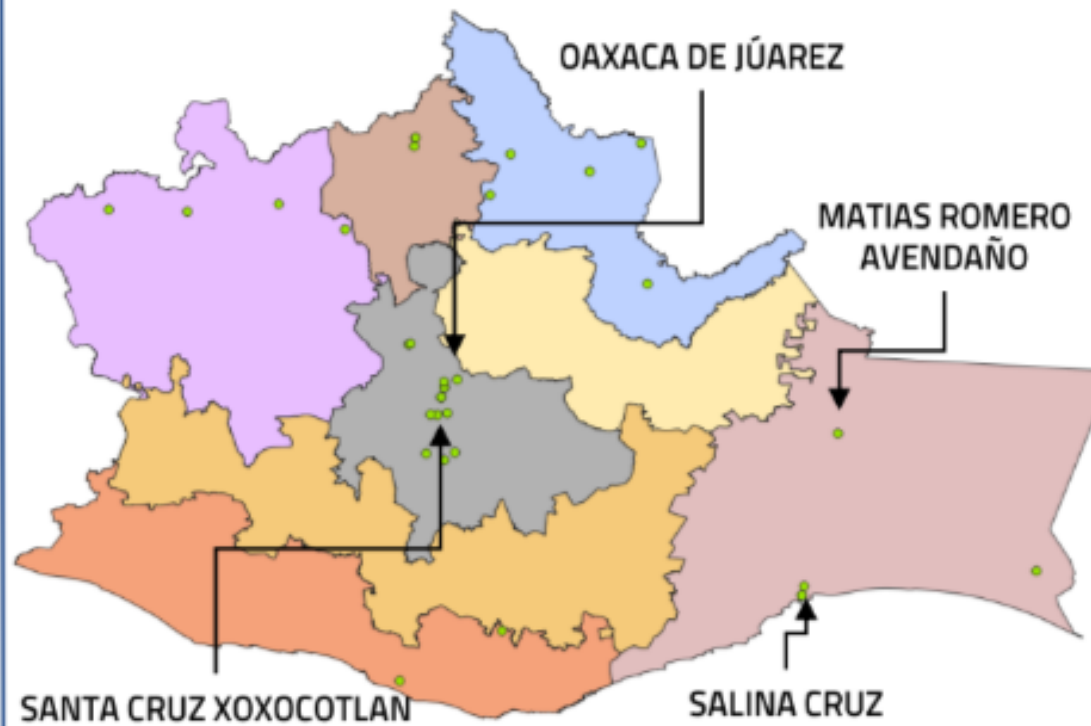 OAXACA DE JÚAREZ
MATIAS ROMERO
AVENDAÑO
SANTA CRUZ XOXOCOTLAN
SALINA CRUZ